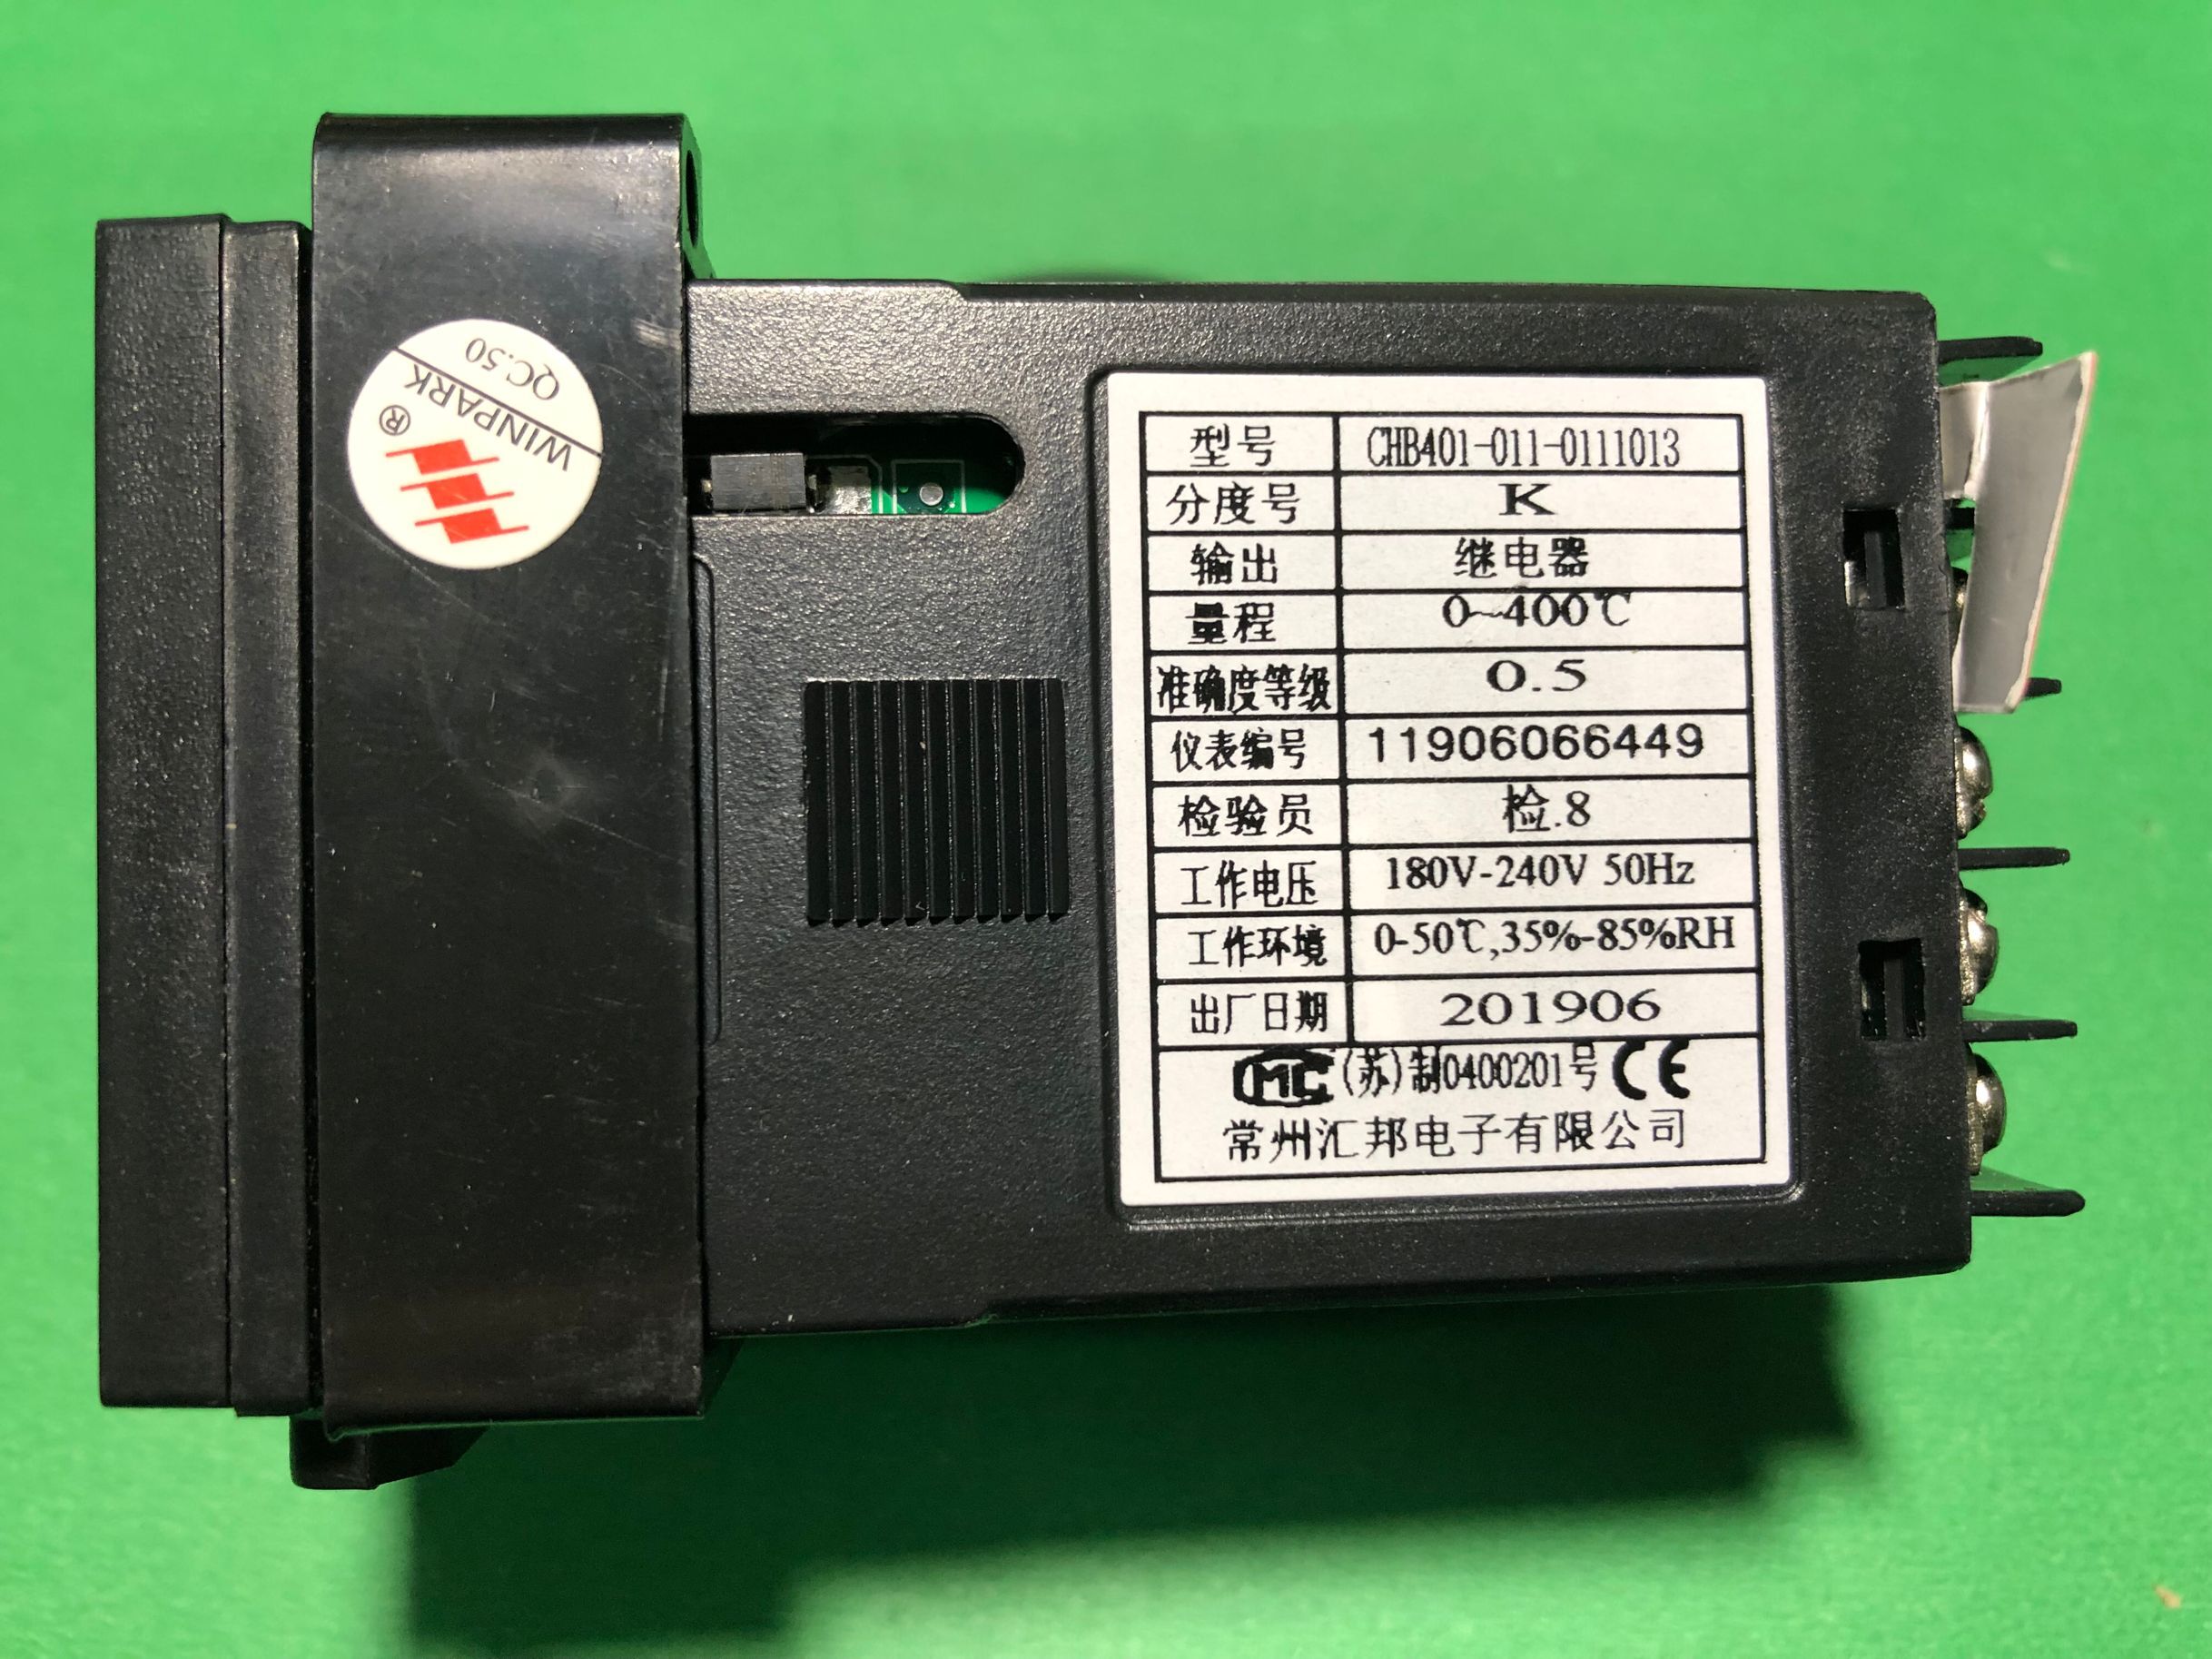 WINPARK
QC.50
®
型号 CHB401-011-0111013
分度号 K
输出 继电器
量程 0~400℃
准确度等级 0.5
仪表编号 11906066449
检验员 检.8
工作电压 180V-240V 50Hz
工作环境 0-50℃,35%-85%RH
出厂日期 201906
MC (苏)制0400201号 CE
常州汇邦电子有限公司